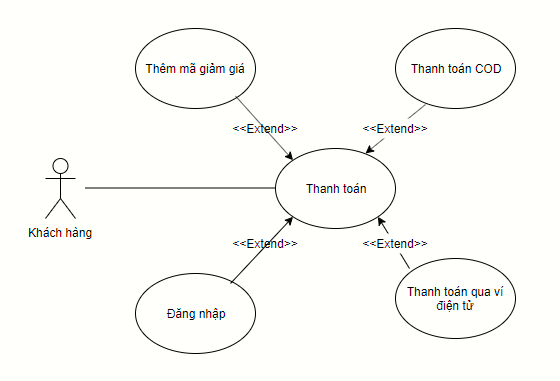 Thêm mã giảm giá
Thanh toán COD
<<Extend>>
<<Extend>>
Thanh toán
Khách hàng
<<Extend>>
<<Extend>>
Đăng nhập
Thanh toán qua ví
điện tử